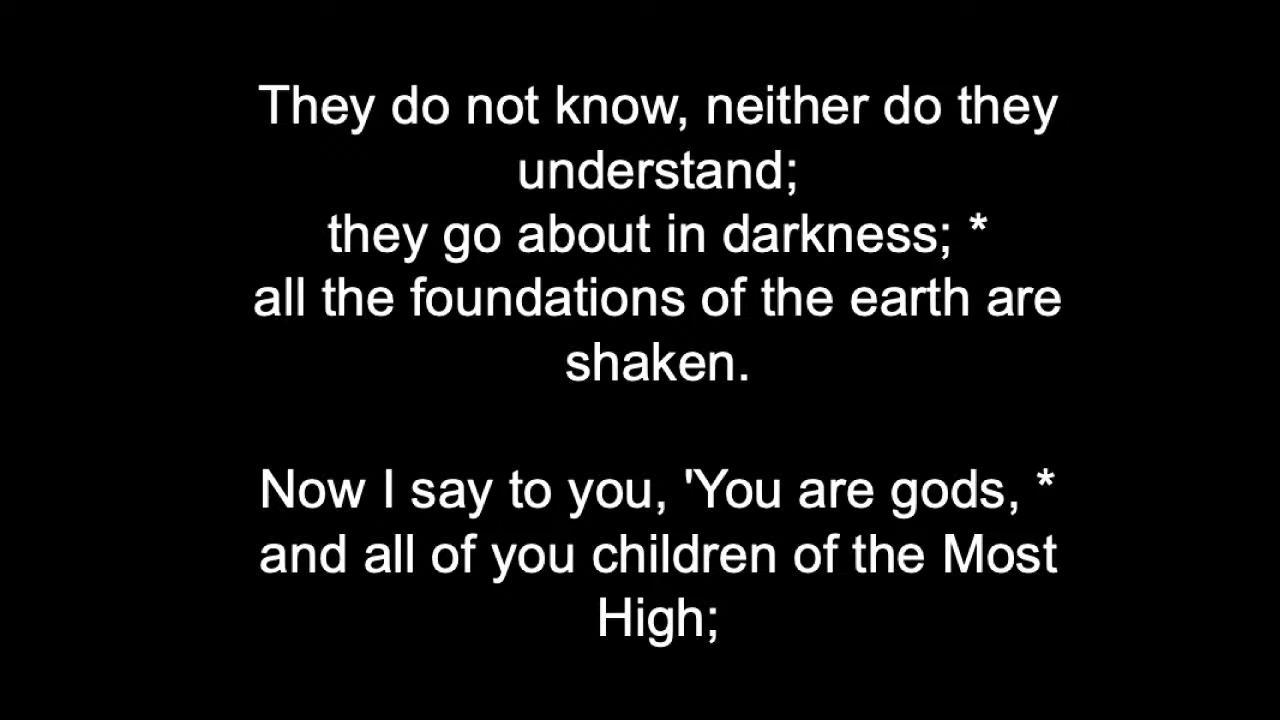 They do not know, neither do they
understand;
they go about in darkness; *
all the foundations of the earth are
shaken.
Now I say to you, 'You are gods, *
and all of you children of the Most
High;